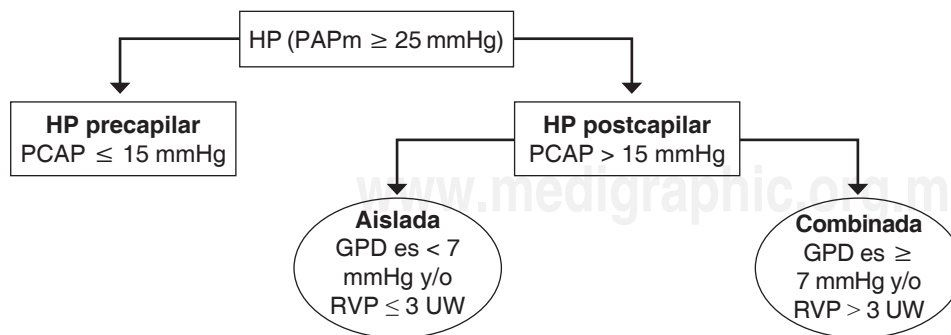 HP (PAPm ≥ 25 mmHg)
HP precapilar
PCAP ≤ 15 mmHg
HP postcapilar
PCAP > 15 mmHg
www.medigraphic.org.m
Aislada
GPD es < 7
mmHg y/o
RVP ≤ 3 UW
Combinada
GPD es ≥
7 mmHg y/o
RVP > 3 UW